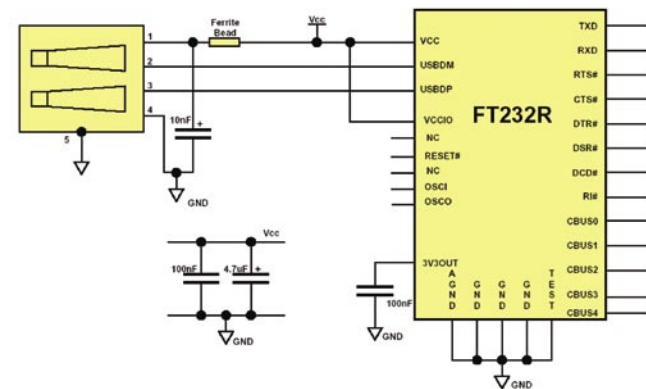 1
Ferrite
Bead
Vcc
2
3
4
5
10nF
+
GND
Vcc
100nF
4.7uF
+
GND
VCC
USBDM
USBDP
VCCIO
NC
RESET#
NC
OSCI
OSCO
3V3OUT
100nF
GND
FT232R
TXD
RXD
RTS#
CTS#
DTR#
DSR#
DCD#
RI#
CBUS0
CBUS1
CBUS2
CBUS3
CBUS4
AGND
GND
GND
GND
TEST
GND